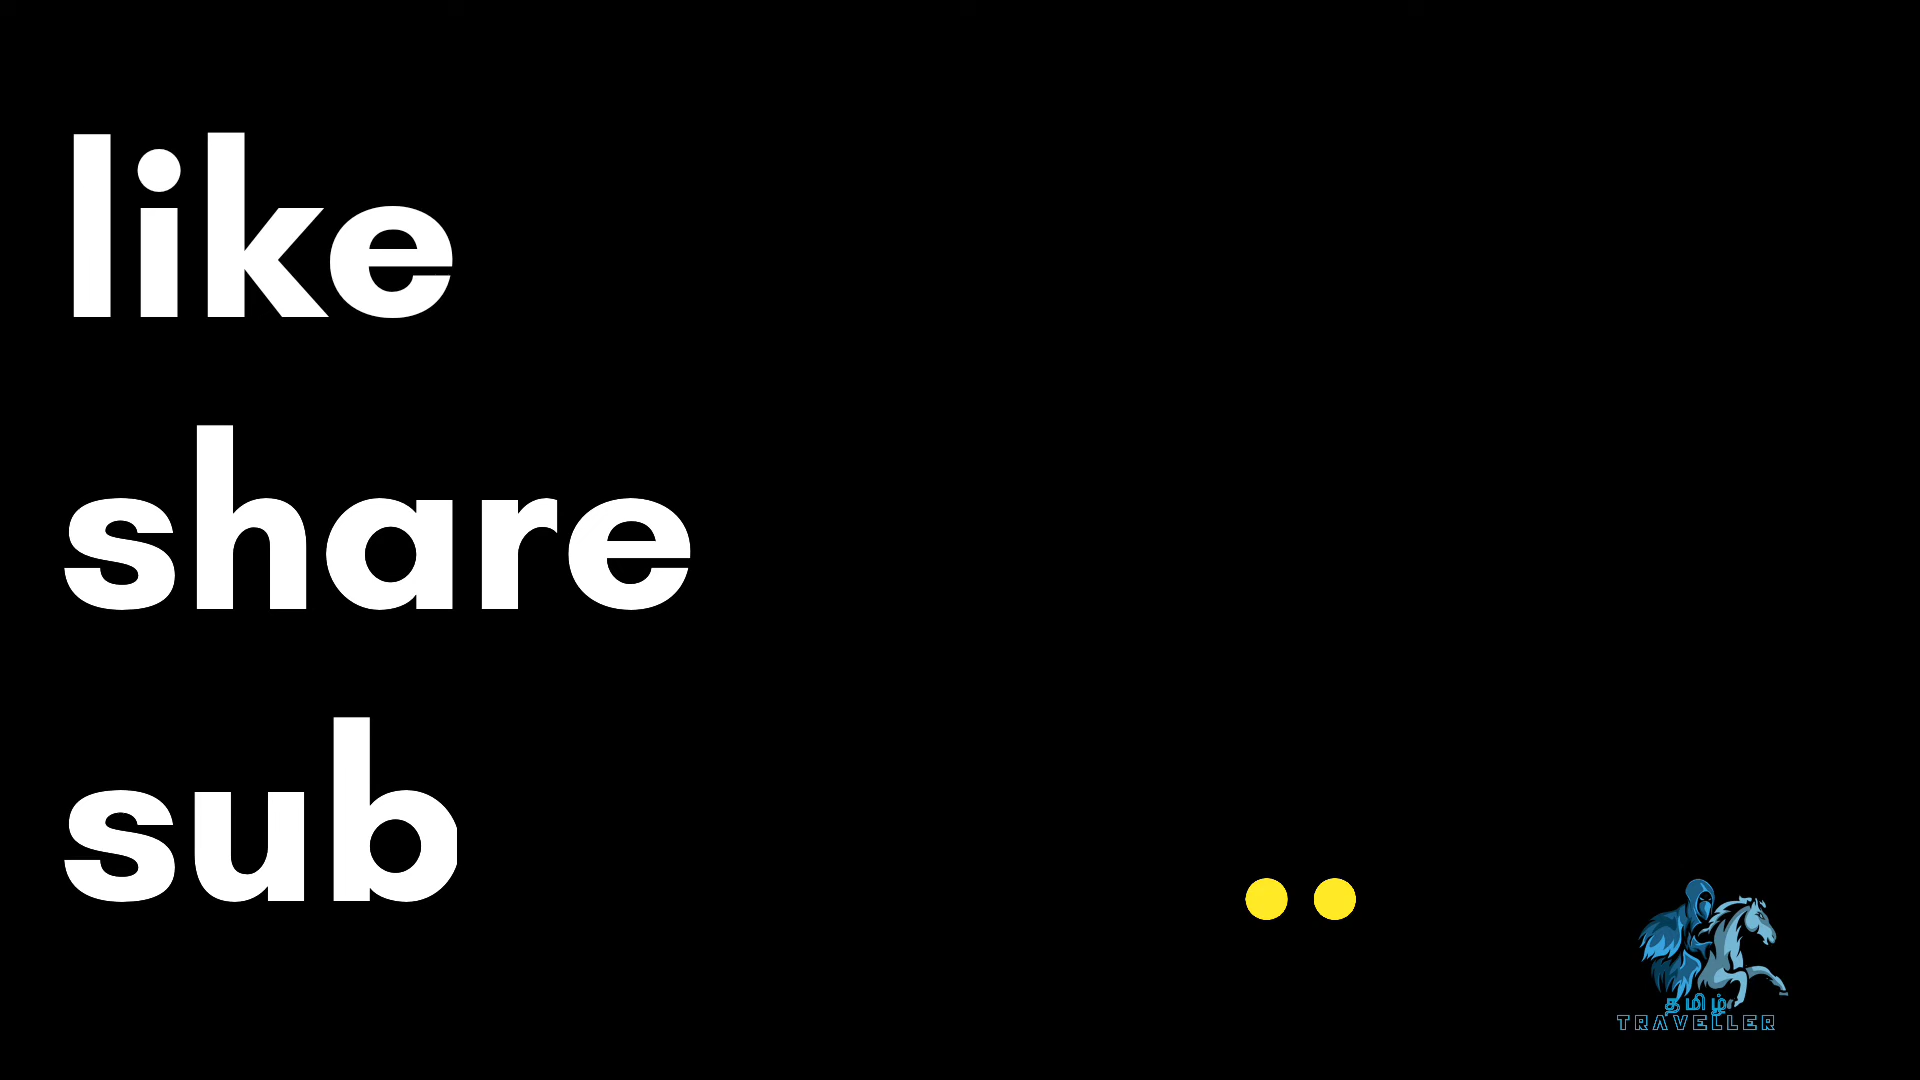 like
share
sub
தமிழ்
TRAVELLER